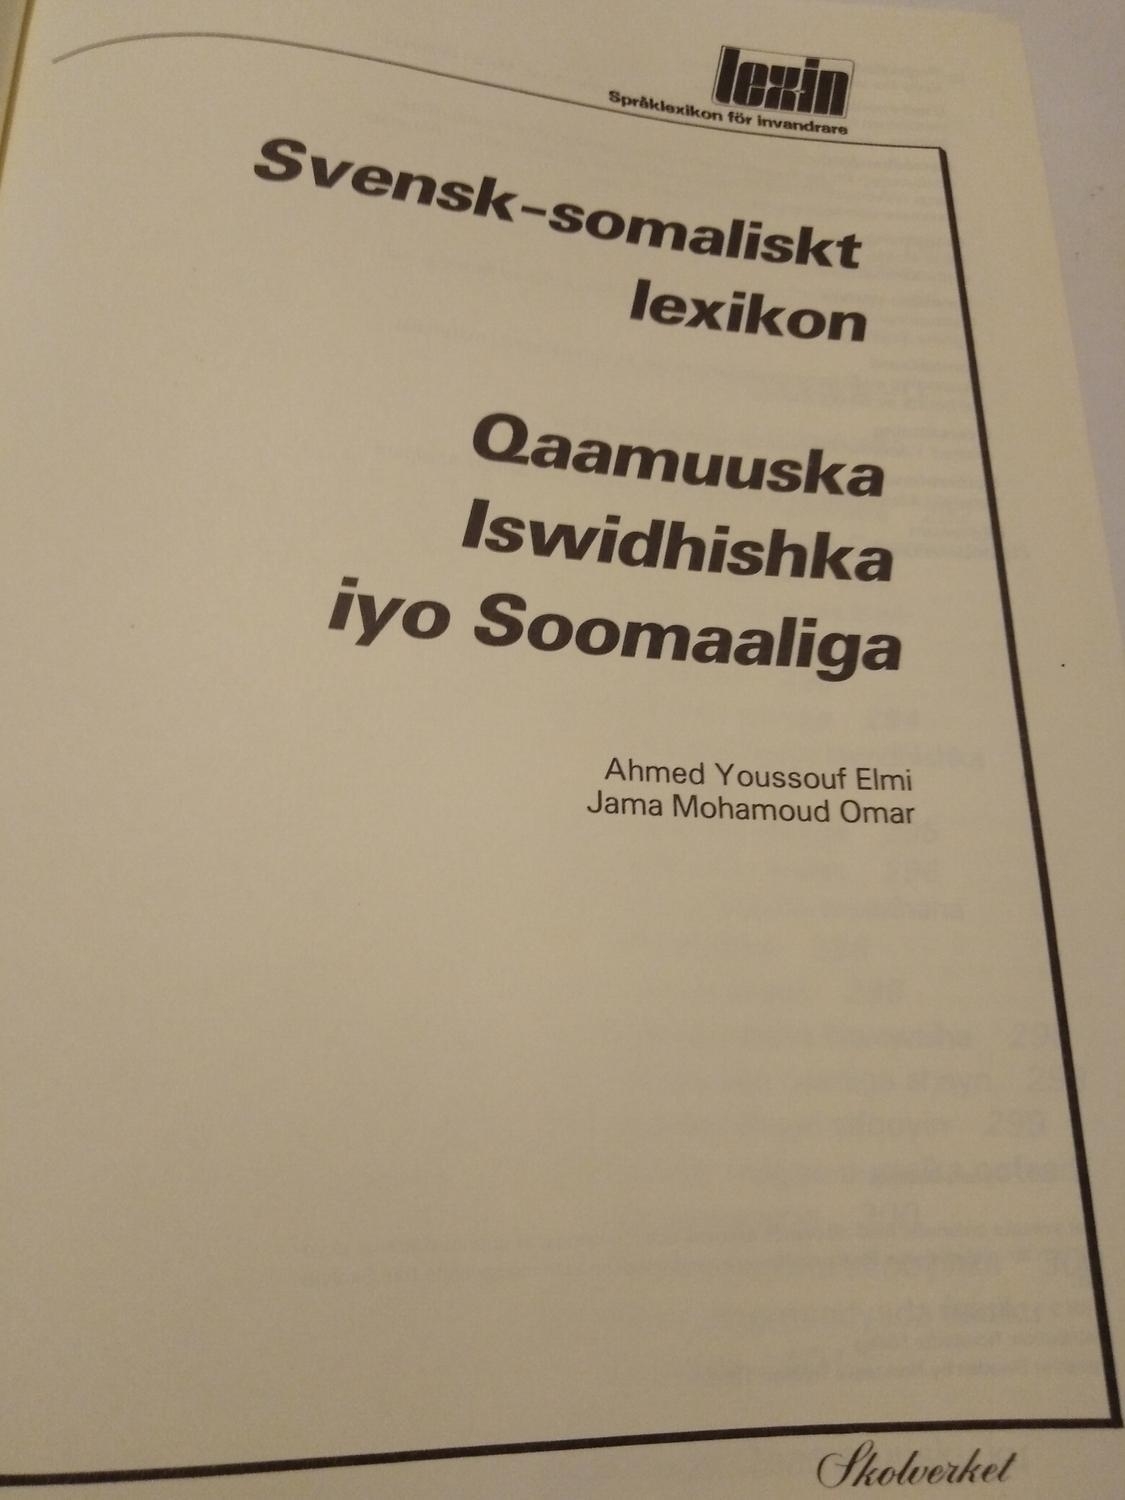 lexin
Språklexikon för invandrare
Svensk-somaliskt
lexikon
Qaamuuska
Iswidhishka
iyo Soomaaliga
Ahmed Youssouf Elmi
Jama Mohamoud Omar
Skolverket